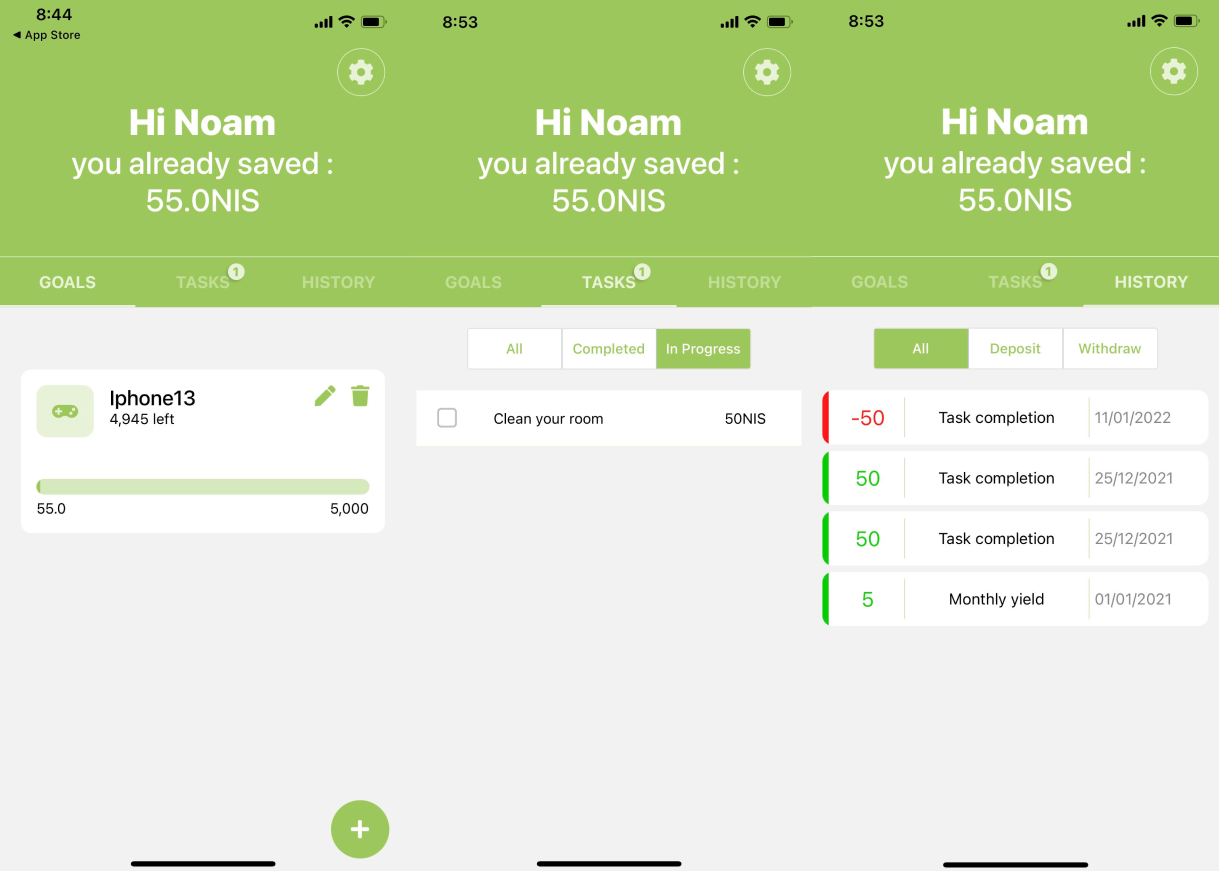 8:44
◀ App Store
Hi Noam
you already saved :
55.0NIS
GOALS
TASKS
1
HISTORY
Iphone13
4,945 left
55.0
5,000
+
8:53
Hi Noam
you already saved :
55.0NIS
GOALS
TASKS
1
HISTORY
All
Completed
In Progress
Clean your room
50NIS
8:53
Hi Noam
you already saved :
55.0NIS
GOALS
TASKS
1
HISTORY
All
Deposit
Withdraw
-50
Task completion
11/01/2022
50
Task completion
25/12/2021
50
Task completion
25/12/2021
5
Monthly yield
01/01/2021